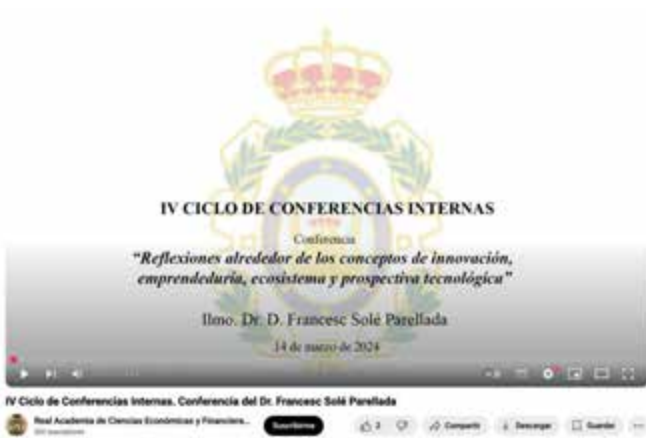 IV CICLO DE CONFERENCIAS INTERNAS
Conferencia
“Reflexiones alrededor de los conceptos de innovación,
emprendeduría, ecosistema y prospectiva tecnológica”
Ilmo. Dr. D. Francesc Solé Parellada
14 de marzo de 2024
IV Ciclo de Conferencias Internas. Conferencia del Dr. Francesc Solé Parellada
Real Academia de Ciencias Económicas y Financiera...
Suscribirme
2
Compartir
Descargar
Guardar